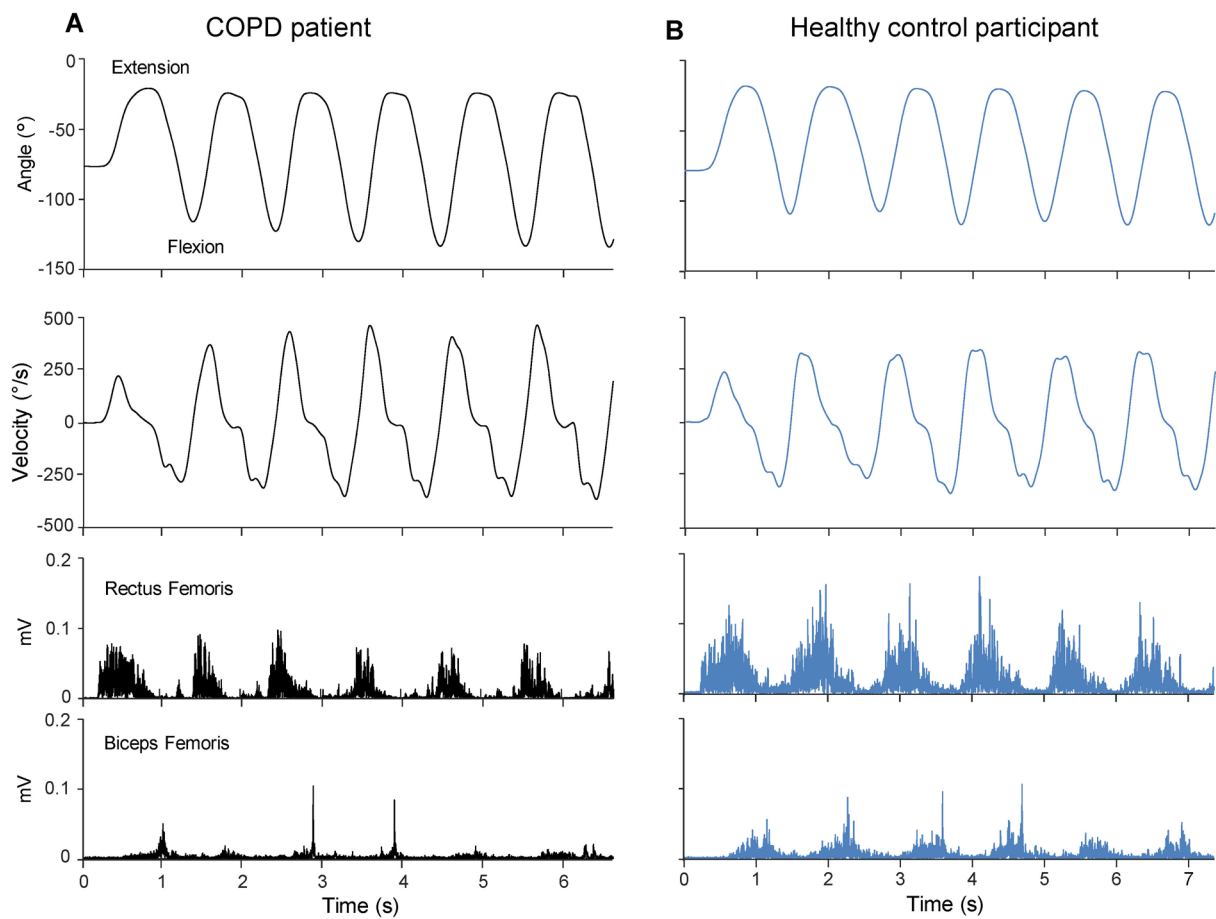 A COPD patient
B Healthy control participant
Angle (°)
0
-50
-100
-150
Extension
Flexion
Velocity (°/s)
500
250
0
-250
-500
mV
0.2
0.1
0
Rectus Femoris
mV
0.2
0.1
0
Biceps Femoris
0 1 2 3 4 5 6
Time (s)
0 1 2 3 4 5 6 7
Time (s)